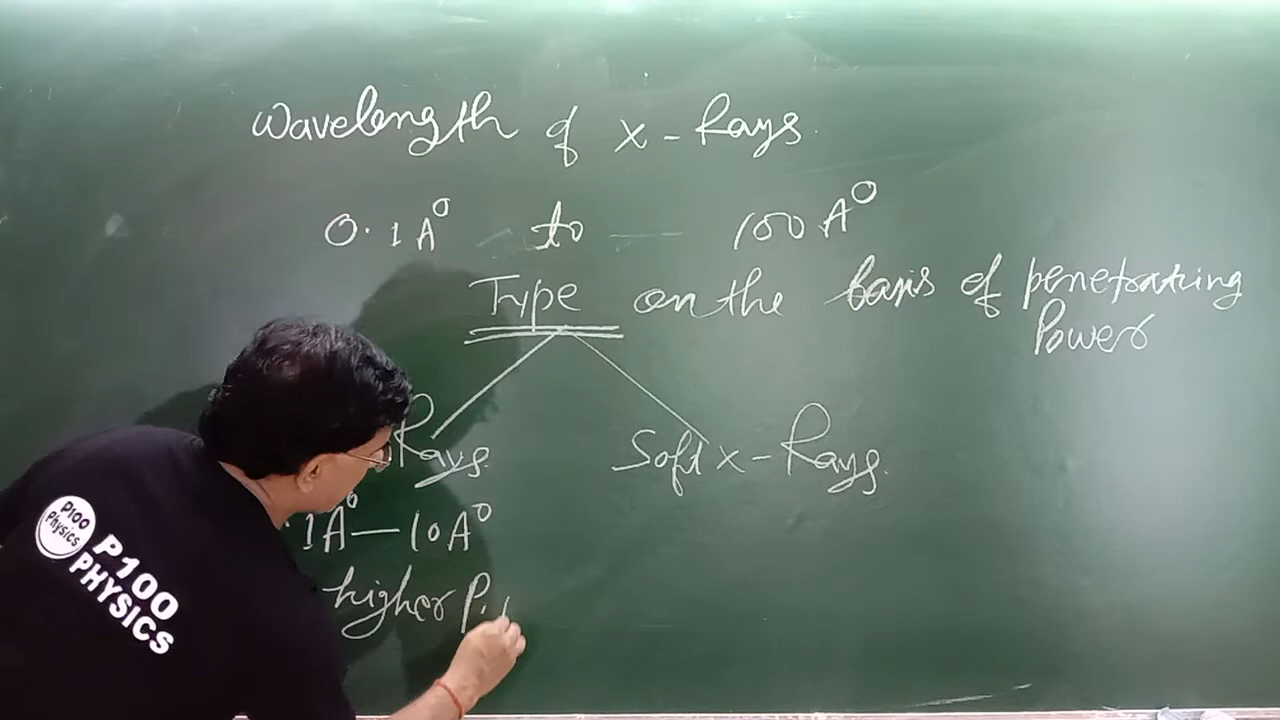 Wavelength of X-Rays.
0.1A° to 100 A°
Type on the basis of penetrating
Power
Rays. Soft X-Rays.
.1A° — 10A°
higher P.
P100
Physics
P100
PHYSICS